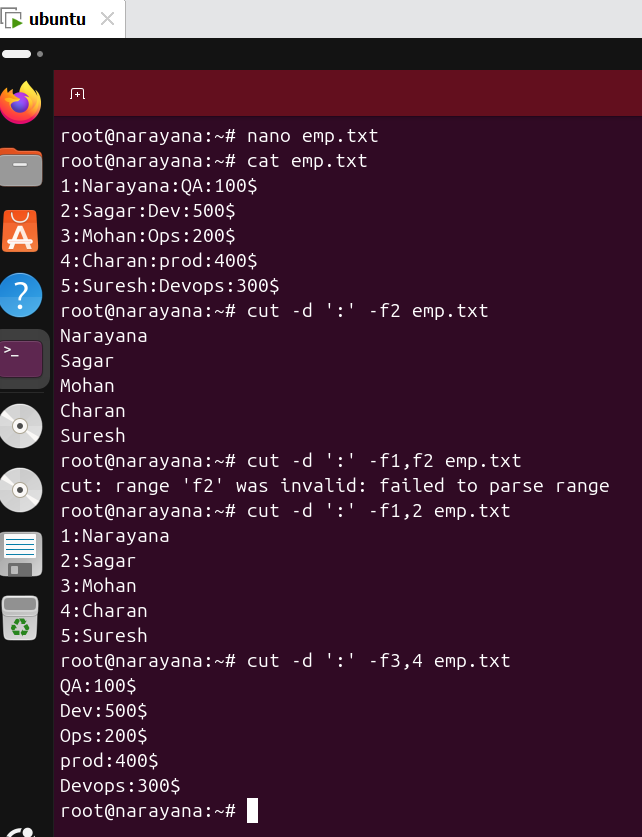 ubuntu
root@narayana:~# nano emp.txt
root@narayana:~# cat emp.txt
1:Narayana:QA:100$
2:Sagar:Dev:500$
3:Mohan:Ops:200$
4:Charan:prod:400$
5:Suresh:Devops:300$
root@narayana:~# cut -d ':' -f2 emp.txt
Narayana
Sagar
Mohan
Charan
Suresh
root@narayana:~# cut -d ':' -f1,f2 emp.txt
cut: range 'f2' was invalid: failed to parse range
root@narayana:~# cut -d ':' -f1,2 emp.txt
1:Narayana
2:Sagar
3:Mohan
4:Charan
5:Suresh
root@narayana:~# cut -d ':' -f3,4 emp.txt
QA:100$
Dev:500$
Ops:200$
prod:400$
Devops:300$
root@narayana:~#